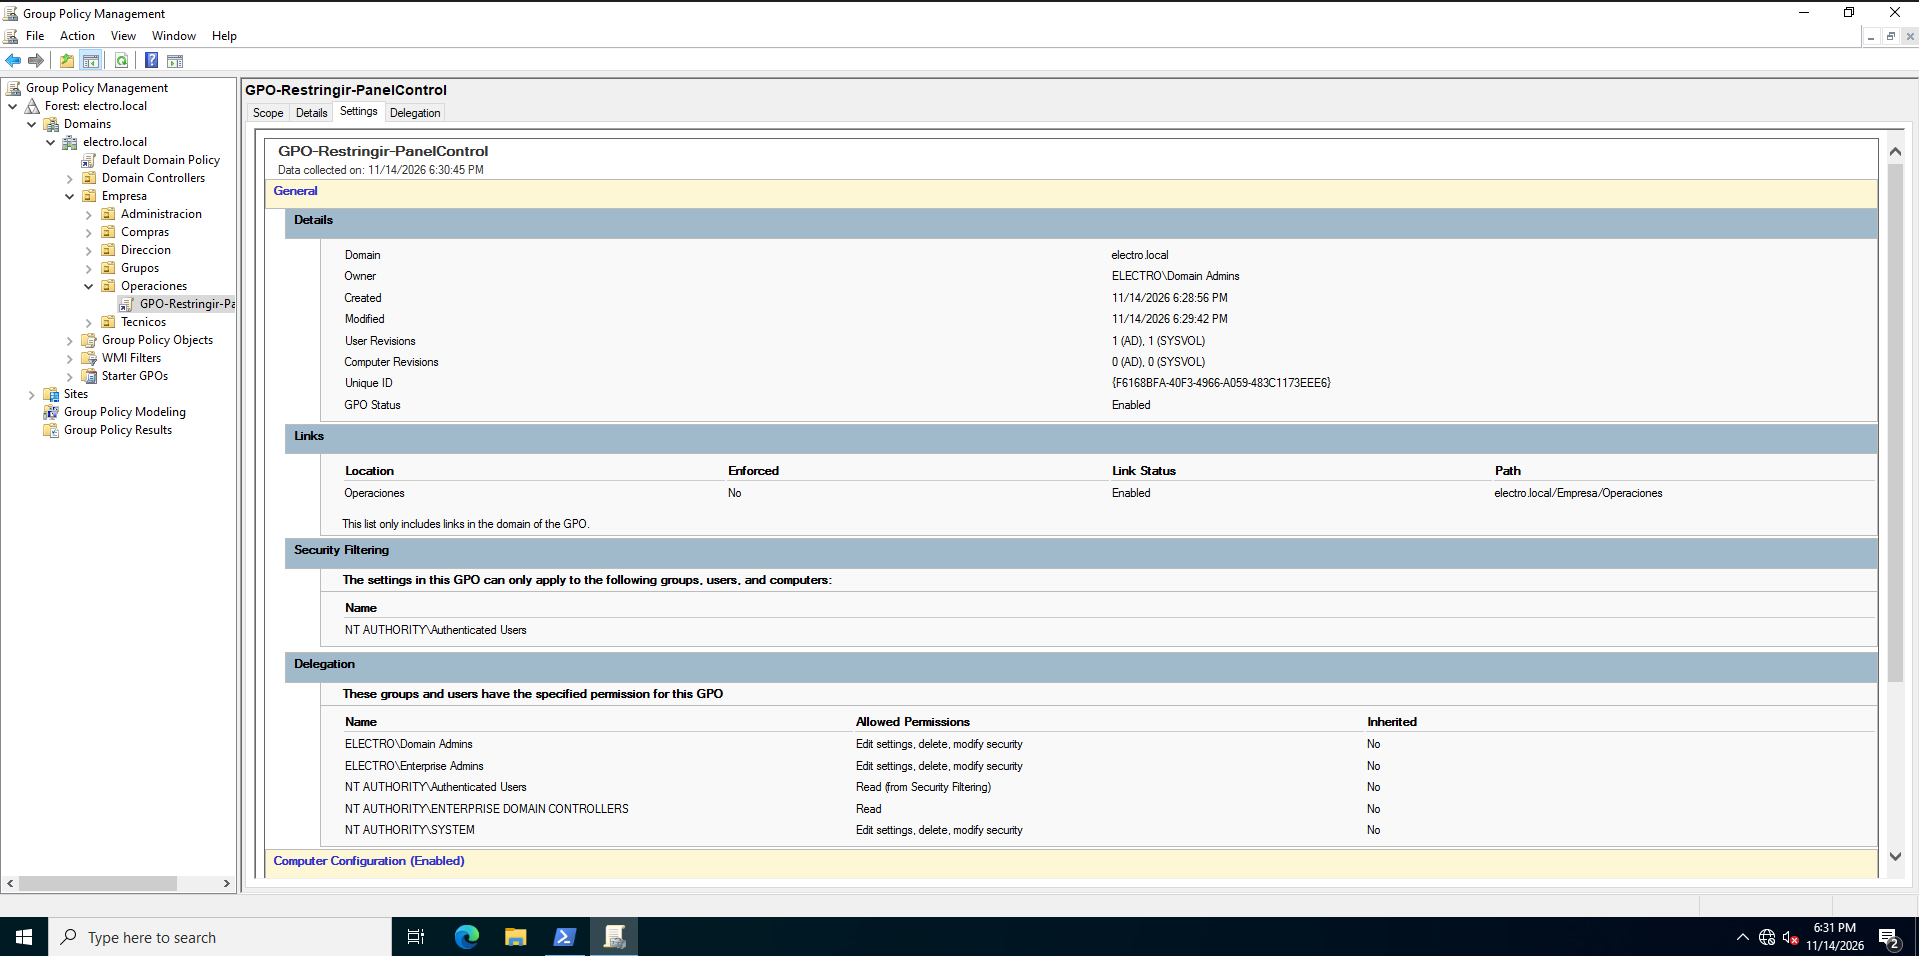 Group Policy Management
File Action View Window Help
Group Policy Management
Forest: electro.local
Domains
electro.local
Default Domain Policy
Domain Controllers
Empresa
Administracion
Compras
Direccion
Grupos
Operaciones
GPO-Restringir-Pa
Tecnicos
Group Policy Objects
WMI Filters
Starter GPOs
Sites
Group Policy Modeling
Group Policy Results
GPO-Restringir-PanelControl
Scope Details Settings Delegation
GPO-Restringir-PanelControl
Data collected on: 11/14/2026 6:30:45 PM
General
Details
Domain electro.local
Owner ELECTRO\Domain Admins
Created 11/14/2026 6:28:56 PM
Modified 11/14/2026 6:29:42 PM
User Revisions 1 (AD), 1 (SYSVOL)
Computer Revisions 0 (AD), 0 (SYSVOL)
Unique ID {F6168BFA-40F3-4966-A059-483C1173EEE6}
GPO Status Enabled
Links
Location Enforced Link Status Path
Operaciones No Enabled electro.local/Empresa/Operaciones
This list only includes links in the domain of the GPO.
Security Filtering
The settings in this GPO can only apply to the following groups, users, and computers:
Name
NT AUTHORITY\Authenticated Users
Delegation
These groups and users have the specified permission for this GPO
Name Allowed Permissions Inherited
ELECTRO\Domain Admins Edit settings, delete, modify security No
ELECTRO\Enterprise Admins Edit settings, delete, modify security No
NT AUTHORITY\Authenticated Users Read (from Security Filtering) No
NT AUTHORITY\ENTERPRISE DOMAIN CONTROLLERS Read No
NT AUTHORITY\SYSTEM Edit settings, delete, modify security No
Computer Configuration (Enabled)
Type here to search
6:31 PM
11/14/2026
2